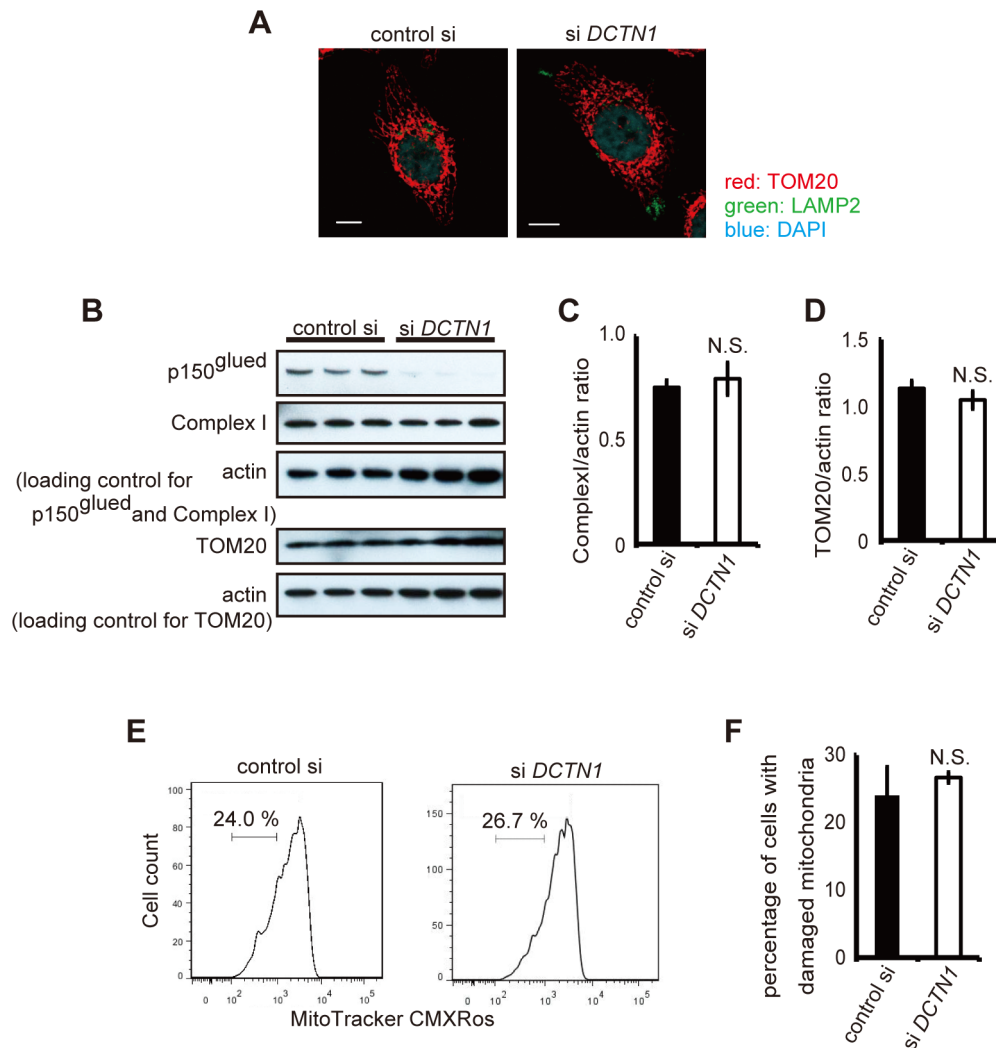 A
control si
si DCTN1
red: TOM20
green: LAMP2
blue: DAPI
B
control si
si DCTN1
p150glued
Complex I
actin
(loading control for
p150glued and Complex I)
TOM20
actin
(loading control for TOM20)
C
ComplexI/actin ratio
1.0
0.5
0
N.S.
control si
si DCTN1
D
TOM20/actin ratio
1.5
1.0
0.5
0
N.S.
control si
si DCTN1
E
control si
Cell count
80
60
40
20
0
24.0 %
0
102
103
104
105
si DCTN1
150
100
50
0
26.7 %
0
102
103
104
105
MitoTracker CMXRos
F
percentage of cells with
damaged mitochondria
30
20
10
0
N.S.
control si
si DCTN1